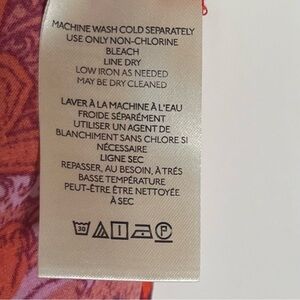 MACHINE WASH COLD SEPARATELY
USE ONLY NON-CHLORINE
BLEACH
LINE DRY
LOW IRON AS NEEDED
MAY BE DRY CLEANED
LAVER À LA MACHINE À L'EAU
FROIDE SÉPARÉMENT
UTILISER UN AGENT DE
BLANCHIMENT SANS CHLORE SI
NÉCESSAIRE
LIGNE SEC
REPASSER, AU BESOIN, À TRÉS
BASSE TEMPÉRATURE
PEUT-ÊTRE ÊTRE NETTOYÉE
À SEC
30
P